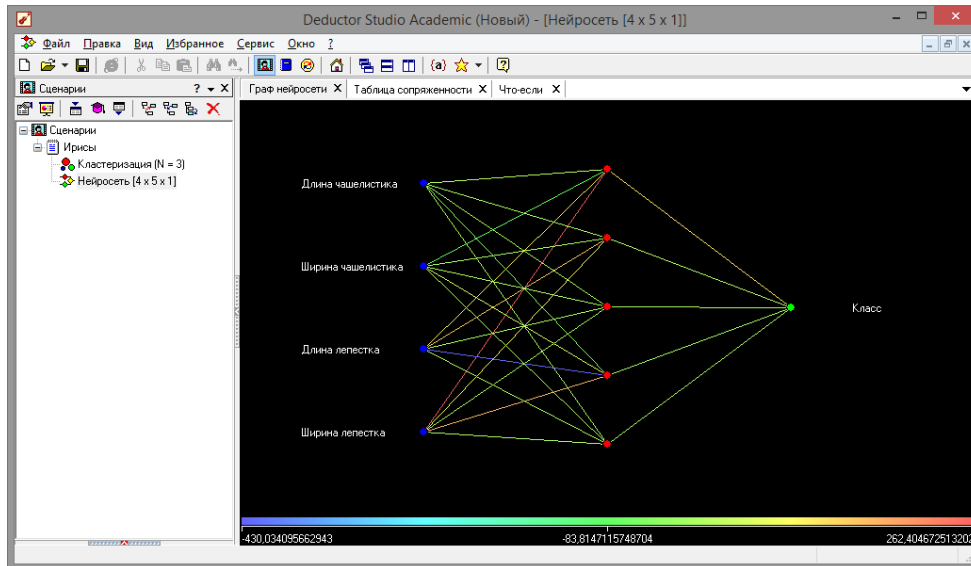 Deductor Studio Academic (Новый) - [Нейросеть [4 x 5 x 1]]
Файл Правка Вид Избранное Сервис Окно ?
Сценарии
Граф нейросети X Таблица сопряженности X Что-если X
Сценарии
Ирисы
Кластеризация (N = 3)
Нейросеть [4 x 5 x 1]
Длина чашелистика
Ширина чашелистика
Длина лепестка
Ширина лепестка
Класс
-430,034095662943 -83,8147115748704 262,404672513202